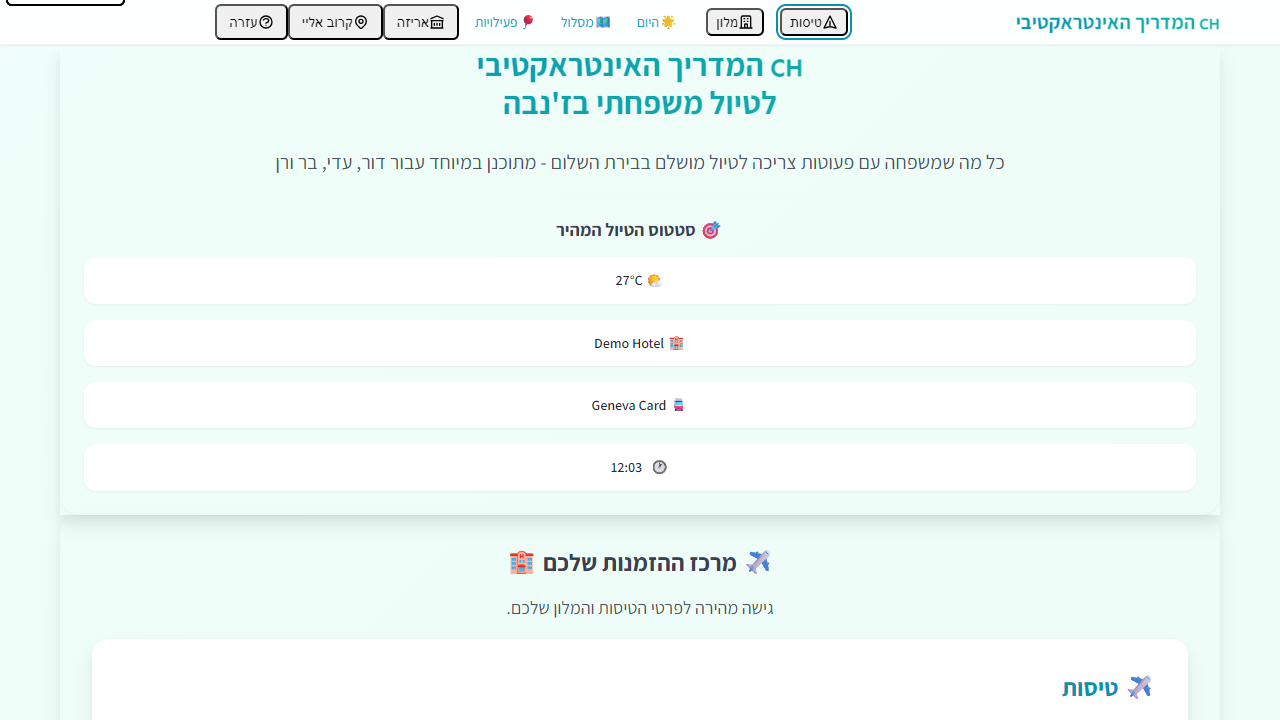 CH המדריך האינטראקטיבי
טיסות
מלון
היום
מסלול
פעילויות
אריזה
קרוב אליי
עזרה
CH המדריך האינטראקטיבי
לטיול משפחתי בז'נבה
כל מה שמשפחה עם פעוטות צריכה לטיול מושלם בבירת השלום - מתוכנן במיוחד עבור דור, עדי, בר ורן
סטטוס הטיול המהיר
27°C
Demo Hotel
Geneva Card
12:03
מרכז ההזמנות שלכם
גישה מהירה לפרטי הטיסות והמלון שלכם.
טיסות